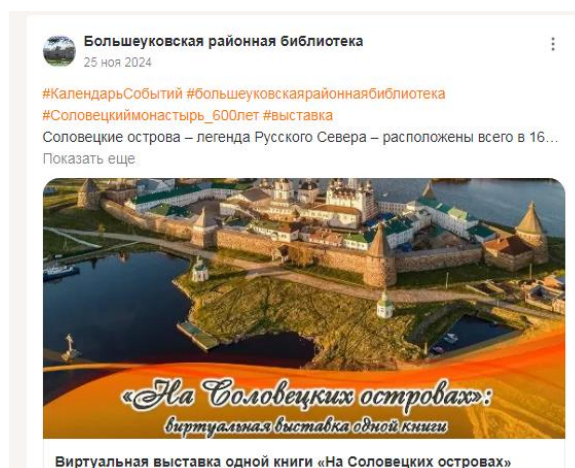 Большеуковская районная библиотека
25 ноя 2024
#КалендарьСобытий #большеуковскаярайоннаябиблиотека
#Соловецкиймонастырь_600лет #выставка
Соловецкие острова – легенда Русского Севера – расположены всего в 16…
Показать еще
«На Соловецких островах»:
виртуальная выставка одной книги
Виртуальная выставка одной книги «На Соловецких островах»